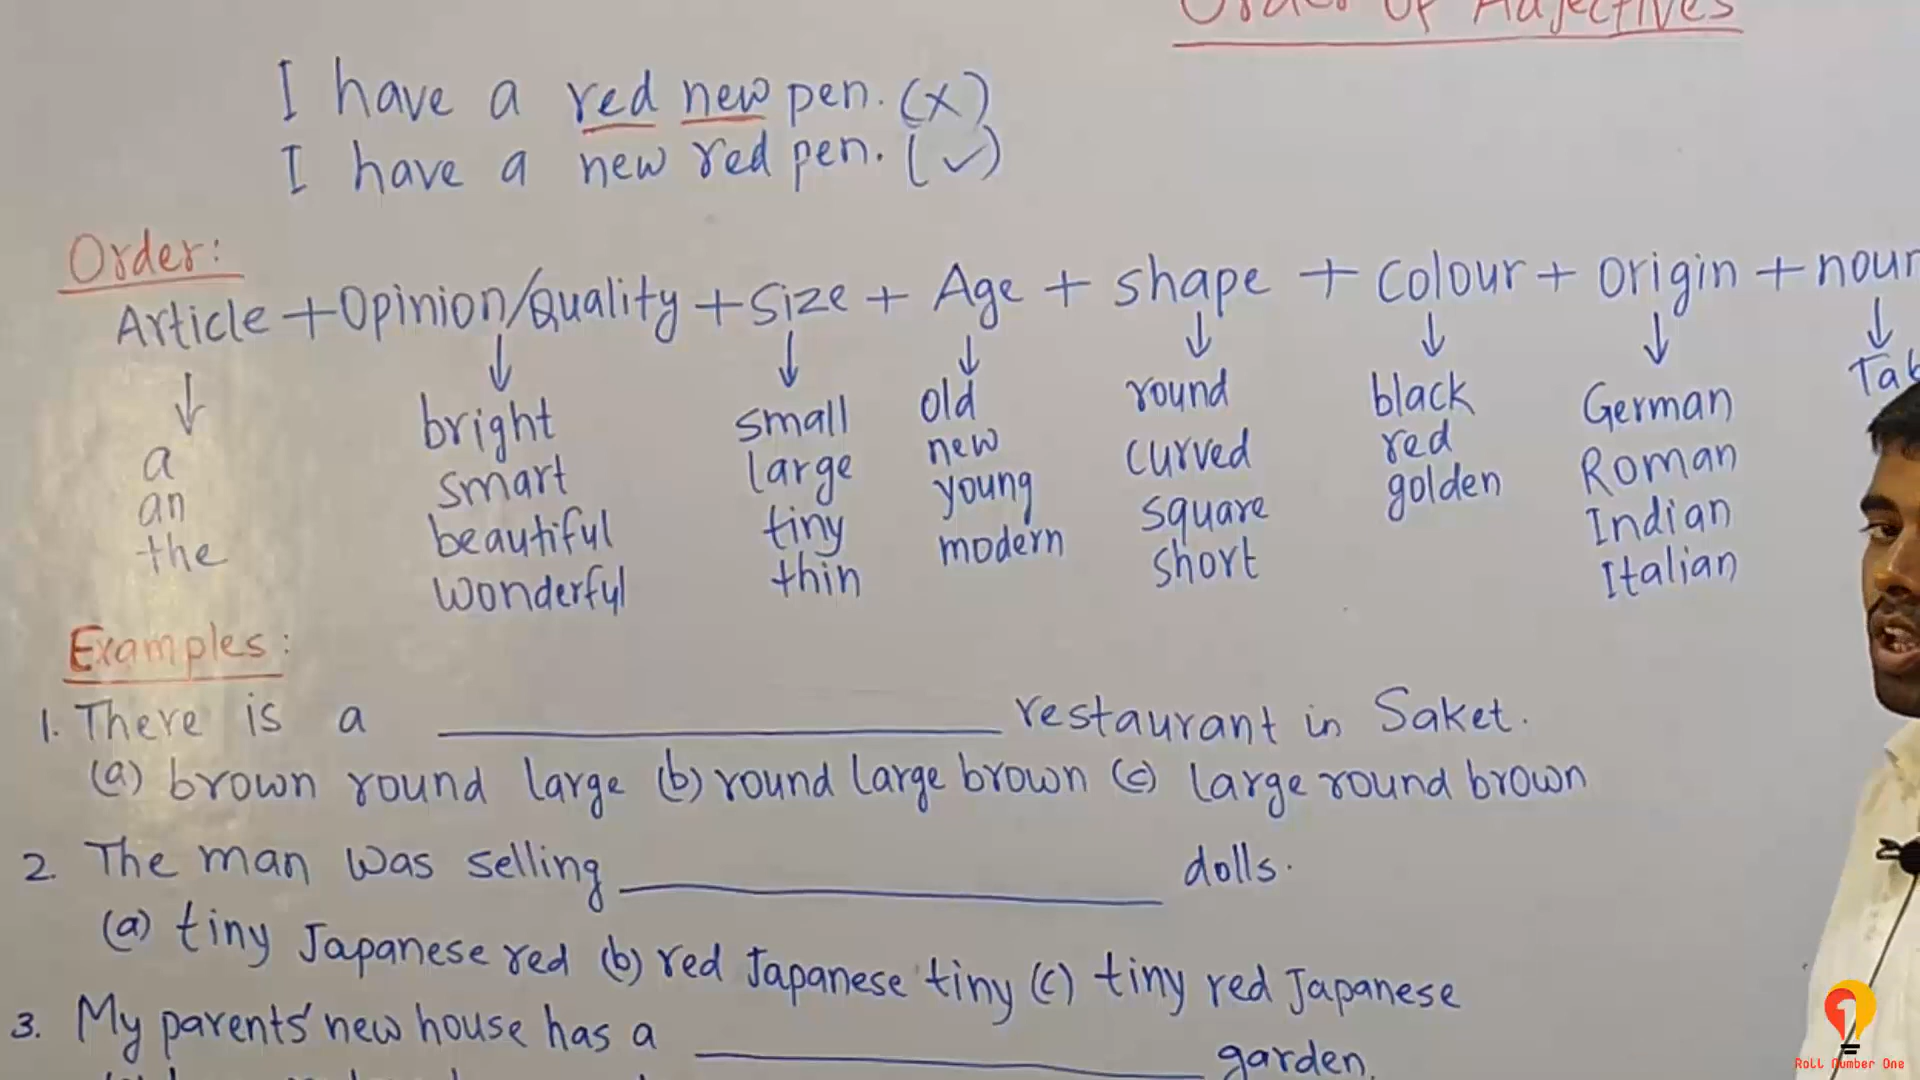 Order of Adjectives
I have a red new pen. (×)
I have a new red pen. (✓)
Order:
Article + Opinion/Quality + Size + Age + shape + Colour + Origin + noun
a
an
the
bright
smart
beautiful
wonderful
small
large
tiny
thin
old
new
young
modern
round
curved
square
short
black
red
golden
German
Roman
Indian
Italian
Examples:
1. There is a __________ restaurant in Saket.
(a) brown round large (b) round large brown (c) large round brown
2. The man was selling __________ dolls.
(a) tiny Japanese red (b) red Japanese tiny (c) tiny red Japanese
3. My parents' new house has a __________ garden.
Roll Number One